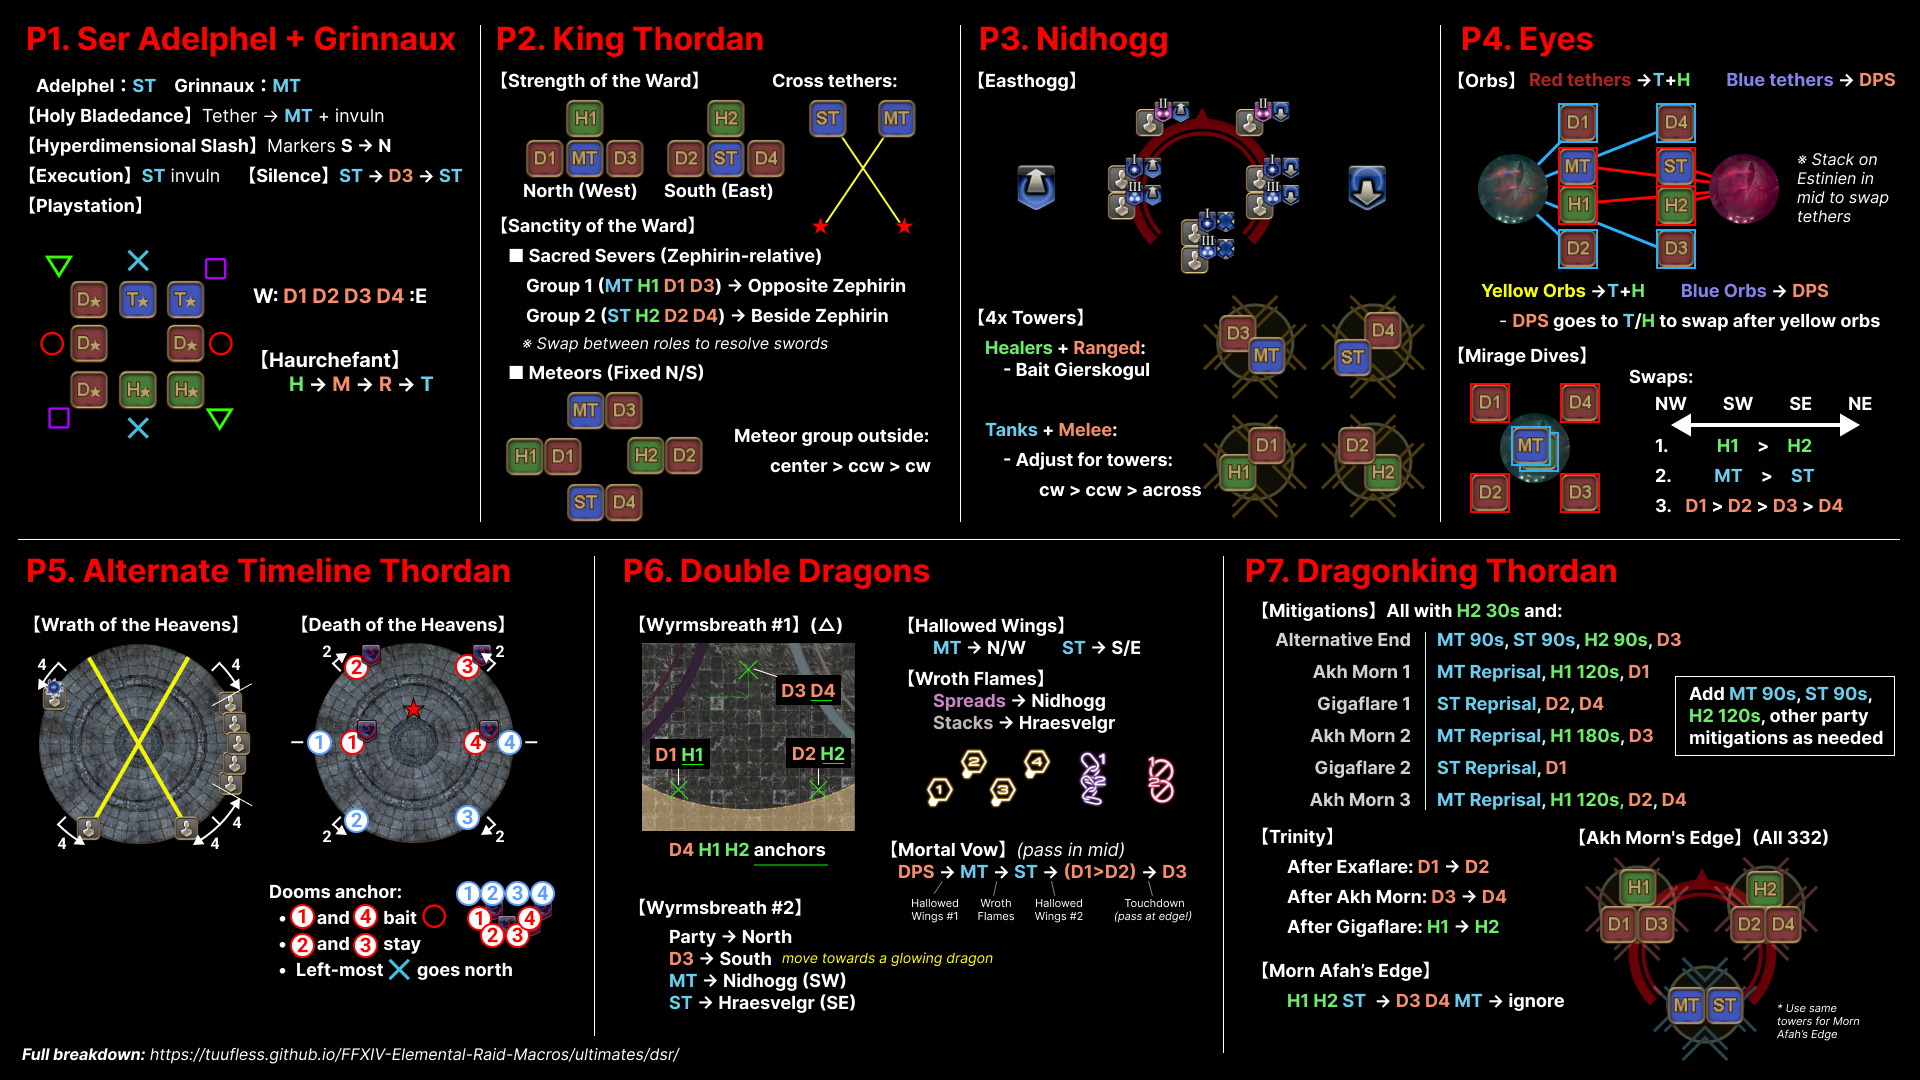 P1. Ser Adelphel + Grinnaux
Adelphel : ST Grinnaux : MT
【Holy Bladedance】Tether → MT + invuln
【Hyperdimensional Slash】Markers S → N
【Execution】ST invuln 【Silence】ST → D3 → ST
【Playstation】
D★ T★ T★
D★ D★
D★ H★ H★
W: D1 D2 D3 D4 :E
【Haurchefant】
H → M → R → T
P2. King Thordan
【Strength of the Ward】 Cross tethers:
H1 H2 ST MT
D1 MT D3 D2 ST D4
North (West) South (East)
【Sanctity of the Ward】
■ Sacred Severs (Zephirin-relative)
Group 1 (MT H1 D1 D3) → Opposite Zephirin
Group 2 (ST H2 D2 D4) → Beside Zephirin
※ Swap between roles to resolve swords
■ Meteors (Fixed N/S)
MT D3
H1 D1 H2 D2
ST D4
Meteor group outside:
center > ccw > cw
P3. Nidhogg
【Easthogg】
II II
I I
III III
I
III
【4x Towers】
Healers + Ranged:
- Bait Gierskogul
D3 MT D4 ST
Tanks + Melee:
- Adjust for towers:
cw > ccw > across
D1 H1 D2 H2
P4. Eyes
【Orbs】 Red tethers →T+H Blue tethers → DPS
D1 D4
MT ST
H1 H2
D2 D3
※ Stack on
Estinien in
mid to swap
tethers
Yellow Orbs →T+H Blue Orbs → DPS
- DPS goes to T/H to swap after yellow orbs
【Mirage Dives】
D1 D4
MT
D2 D3
Swaps:
NW SW SE NE
1. H1 > H2
2. MT > ST
3. D1 > D2 > D3 > D4
P5. Alternate Timeline Thordan
【Wrath of the Heavens】 【Death of the Heavens】
4 4 2 2 3 2
1 1 4 4
4 4 2 2 3 2
Dooms anchor:
• 1 and 4 bait
• 2 and 3 stay
• Left-most goes north
1 2 3 4
1 4
2 3
P6. Double Dragons
【Wyrmsbreath #1】(△)
D3 D4
D1 H1 D2 H2
D4 H1 H2 anchors
【Wyrmsbreath #2】
Party → North
D3 → South move towards a glowing dragon
MT → Nidhogg (SW)
ST → Hraesvelgr (SE)
【Hallowed Wings】
MT → N/W ST → S/E
【Wroth Flames】
Spreads → Nidhogg
Stacks → Hraesvelgr
1 2 3 4 1 2 1 2
【Mortal Vow】(pass in mid)
DPS → MT → ST → (D1>D2) → D3
Hallowed Wroth Hallowed Touchdown
Wings #1 Flames Wings #2 (pass at edge!)
P7. Dragonking Thordan
【Mitigations】All with H2 30s and:
Alternative End MT 90s, ST 90s, H2 90s, D3
Akh Morn 1 MT Reprisal, H1 120s, D1
Gigaflare 1 ST Reprisal, D2, D4
Akh Morn 2 MT Reprisal, H1 180s, D3
Gigaflare 2 ST Reprisal, D1
Akh Morn 3 MT Reprisal, H1 120s, D2, D4
Add MT 90s, ST 90s,
H2 120s, other party
mitigations as needed
【Trinity】
After Exaflare: D1 → D2
After Akh Morn: D3 → D4
After Gigaflare: H1 → H2
【Morn Afah's Edge】
H1 H2 ST → D3 D4 MT → ignore
【Akh Morn's Edge】(All 332)
H1 H2
D1 D3 D2 D4
MT ST
* Use same
towers for Morn
Afah's Edge
Full breakdown: https://tuufless.github.io/FFXIV-Elemental-Raid-Macros/ultimates/dsr/